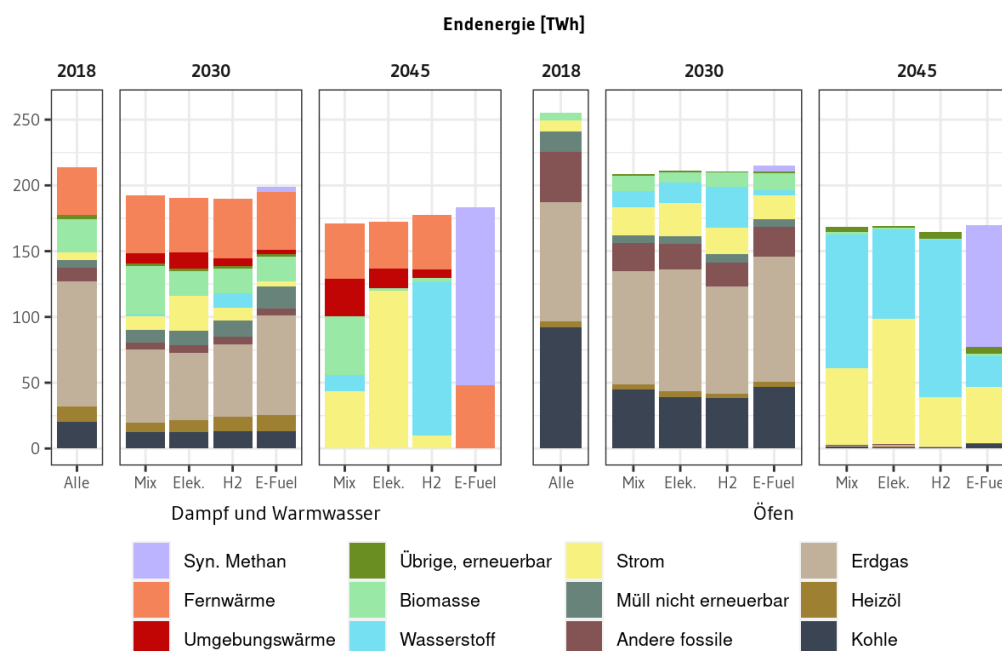 Endenergie [TWh]
2018 2030 2045 2018 2030 2045
250
200
150
100
50
0
Alle Mix Elek. H2 E-Fuel Mix Elek. H2 E-Fuel Alle Mix Elek. H2 E-Fuel Mix Elek. H2 E-Fu
Dampf und Warmwasser Öfen
Syn. Methan Übrige, erneuerbar Strom Erdgas
Fernwärme Biomasse Müll nicht erneuerbar Heizöl
Umgebungswärme Wasserstoff Andere fossile Kohle